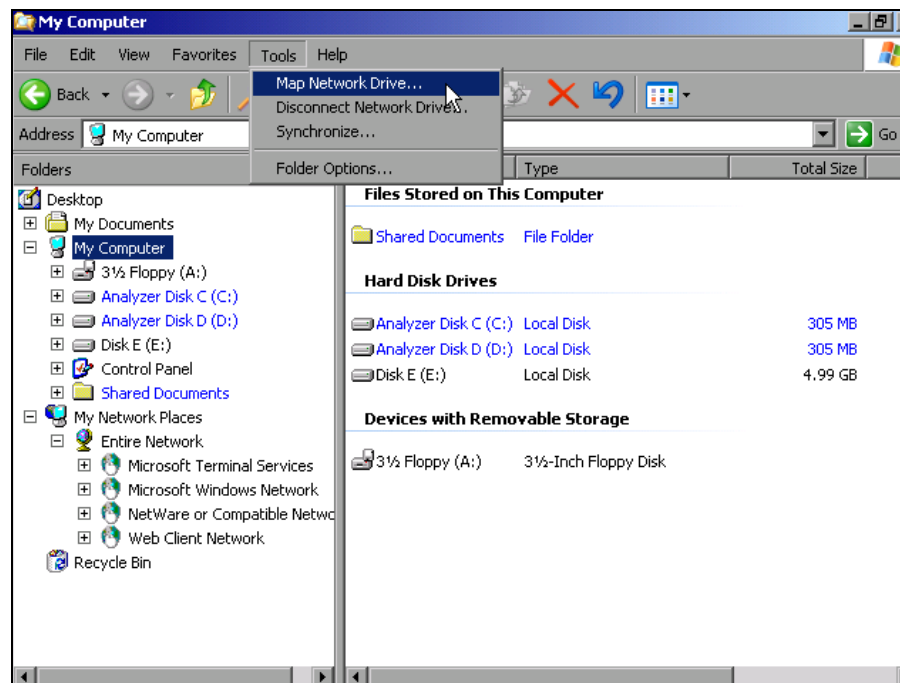 My Computer
File Edit View Favorites Tools Help
Map Network Drive...
Disconnect Network Drive...
Synchronize...
Folder Options...
Back
Address My Computer Go
Folders
Type Total Size
Desktop
My Documents
My Computer
3½ Floppy (A:)
Analyzer Disk C (C:)
Analyzer Disk D (D:)
Disk E (E:)
Control Panel
Shared Documents
My Network Places
Entire Network
Microsoft Terminal Services
Microsoft Windows Network
NetWare or Compatible Netwo
Web Client Network
Recycle Bin
Files Stored on This Computer
Shared Documents File Folder
Hard Disk Drives
Analyzer Disk C (C:) Local Disk 305 MB
Analyzer Disk D (D:) Local Disk 305 MB
Disk E (E:) Local Disk 4.99 GB
Devices with Removable Storage
3½ Floppy (A:) 3½-Inch Floppy Disk